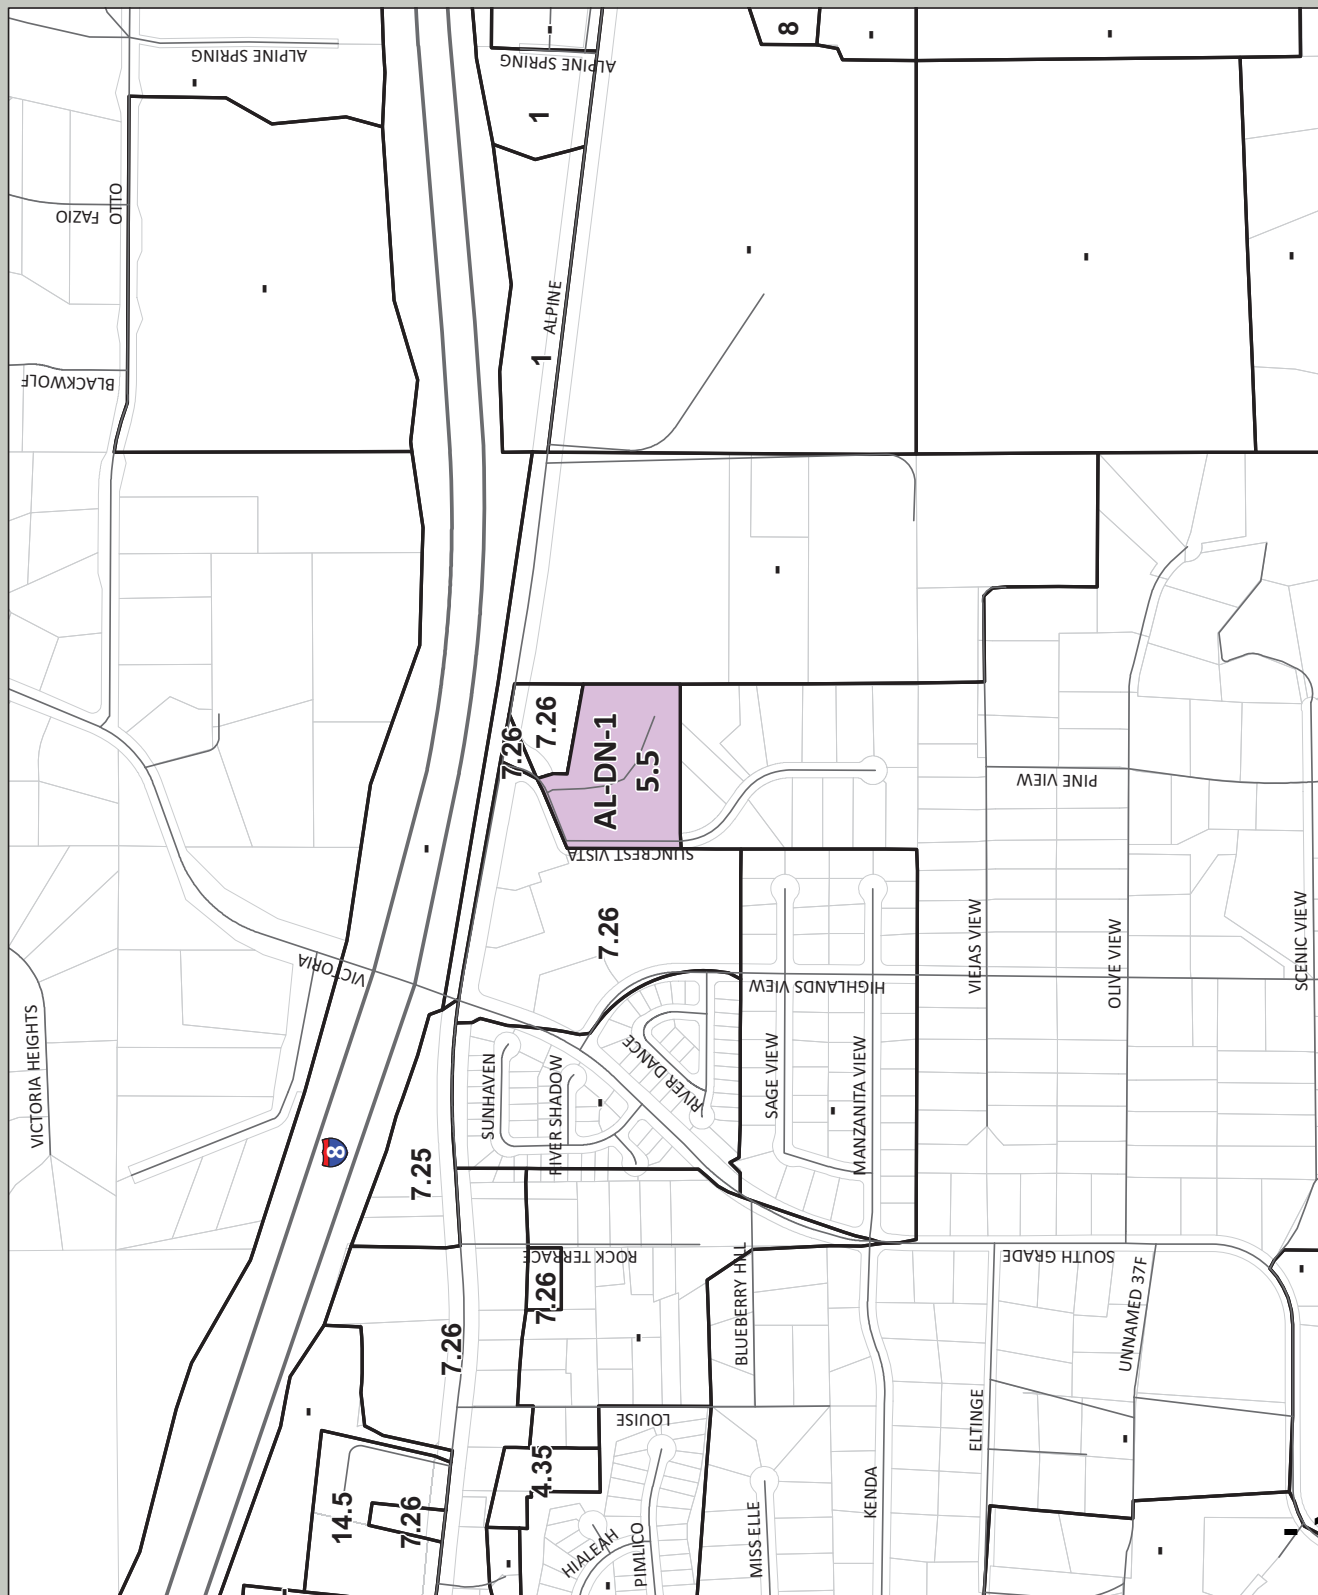 ALPINE SPRING
ALPINE SPRING
8
1
OTTO
FAZIO
ALPINE
1
BLACKWOLF
7.26
7.26
AL-DN-1
5.5
PINE VIEW
SUNCREST VISTA
7.26
VIEJAS VIEW
OLIVE VIEW
SCENIC VIEW
VICTORIA
HIGHLANDS VIEW
VICTORIA HEIGHTS
SUNHAVEN
RIVER SHADOW
RIVER DANCE
SAGE VIEW
MANZANITA VIEW
8
7.25
ROCK TERRACE
SOUTH GRADE
7.26
7.26
BLUEBERRY HILL
UNNAMED 37F
LOUISE
ELTINGE
4.35
14.5
7.26
KENDA
HIALEAH
PIMLICO
MISS ELLE